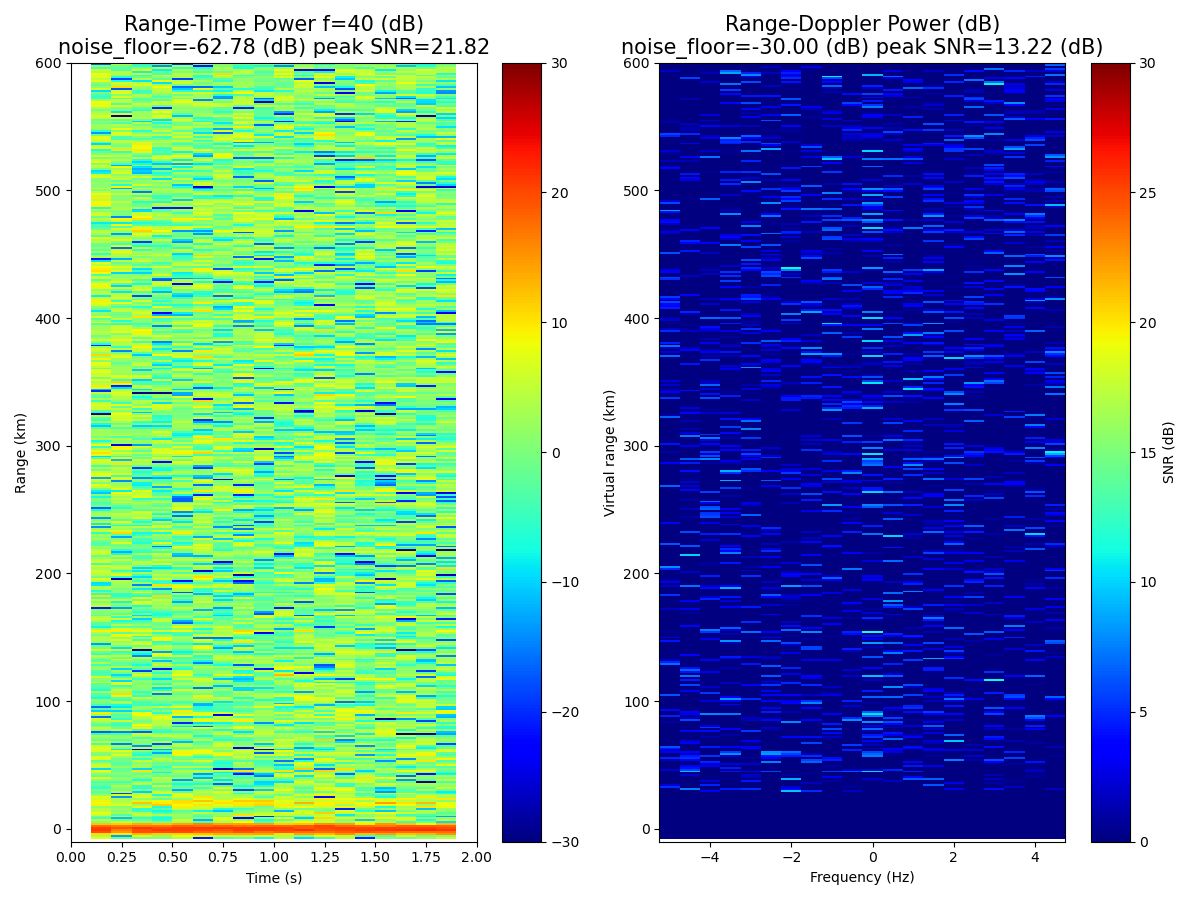 Range-Time Power f=40 (dB)
noise_floor=-62.78 (dB) peak SNR=21.82
Range (km)
600
500
400
300
200
100
0
0.00 0.25 0.50 0.75 1.00 1.25 1.50 1.75 2.00
Time (s)
30
20
10
0
−10
−20
−30
Range-Doppler Power (dB)
noise_floor=-30.00 (dB) peak SNR=13.22 (dB)
Virtual range (km)
600
500
400
300
200
100
0
−4 −2 0 2 4
Frequency (Hz)
30
25
20
15
10
5
0
SNR (dB)